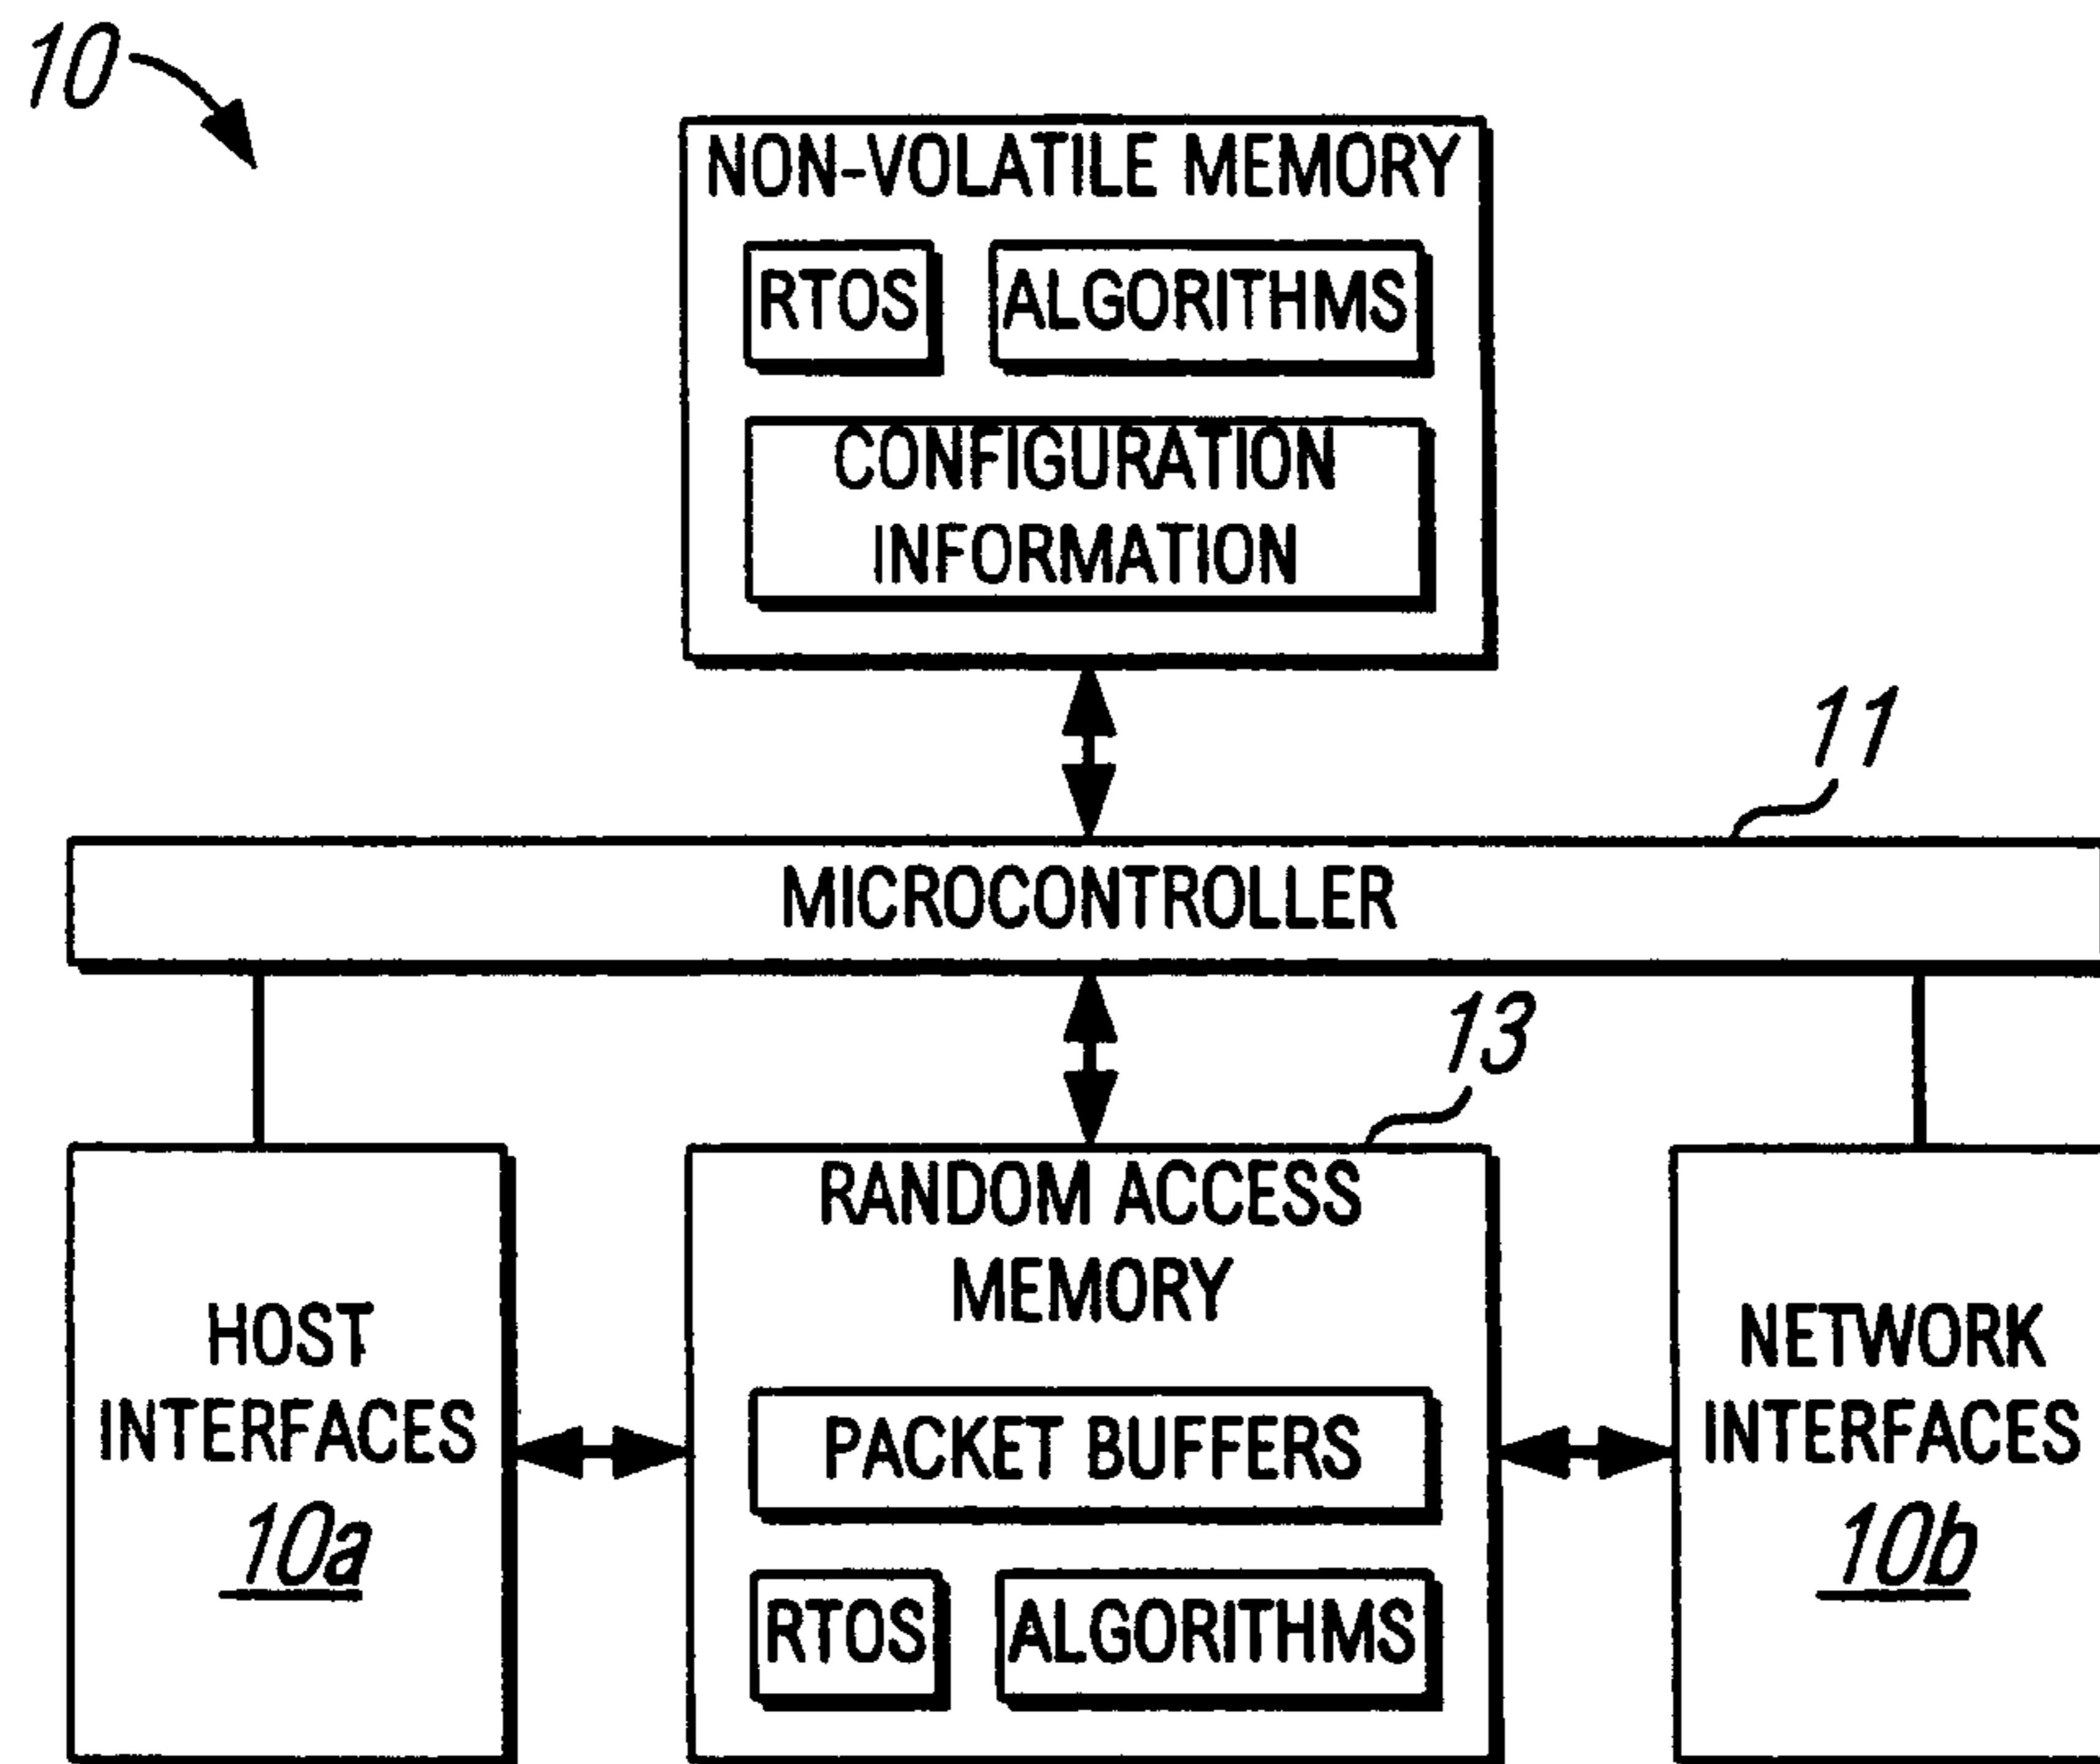 10
NON-VOLATILE MEMORY
RTOS
ALGORITHMS
CONFIGURATION
INFORMATION
11
MICROCONTROLLER
13
RANDOM ACCESS
MEMORY
HOST
INTERFACES
10a
PACKET BUFFERS
RTOS
ALGORITHMS
NETWORK
INTERFACES
10b